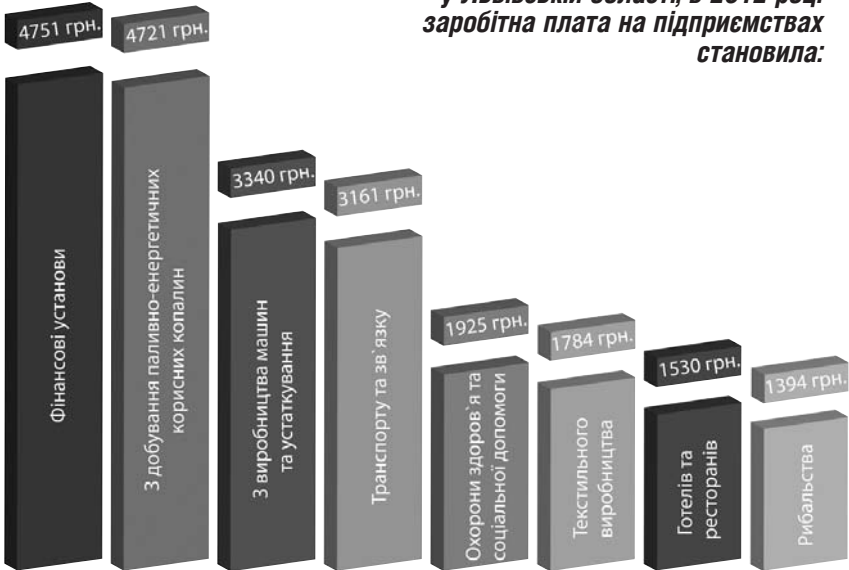 у Львівській області, в 2012 році
заробітна плата на підприємствах
становила:
4751 грн.
Фінансові установи
4721 грн.
З добування паливно-енергетичних
корисних копалин
3340 грн.
З виробництва машин
та устаткування
3161 грн.
Транспорту та зв`язку
1925 грн.
Охорони здоров`я та
соціальної допомоги
1784 грн.
Текстильного
виробництва
1530 грн.
Готелів та
ресторанів
1394 грн.
Рибальства